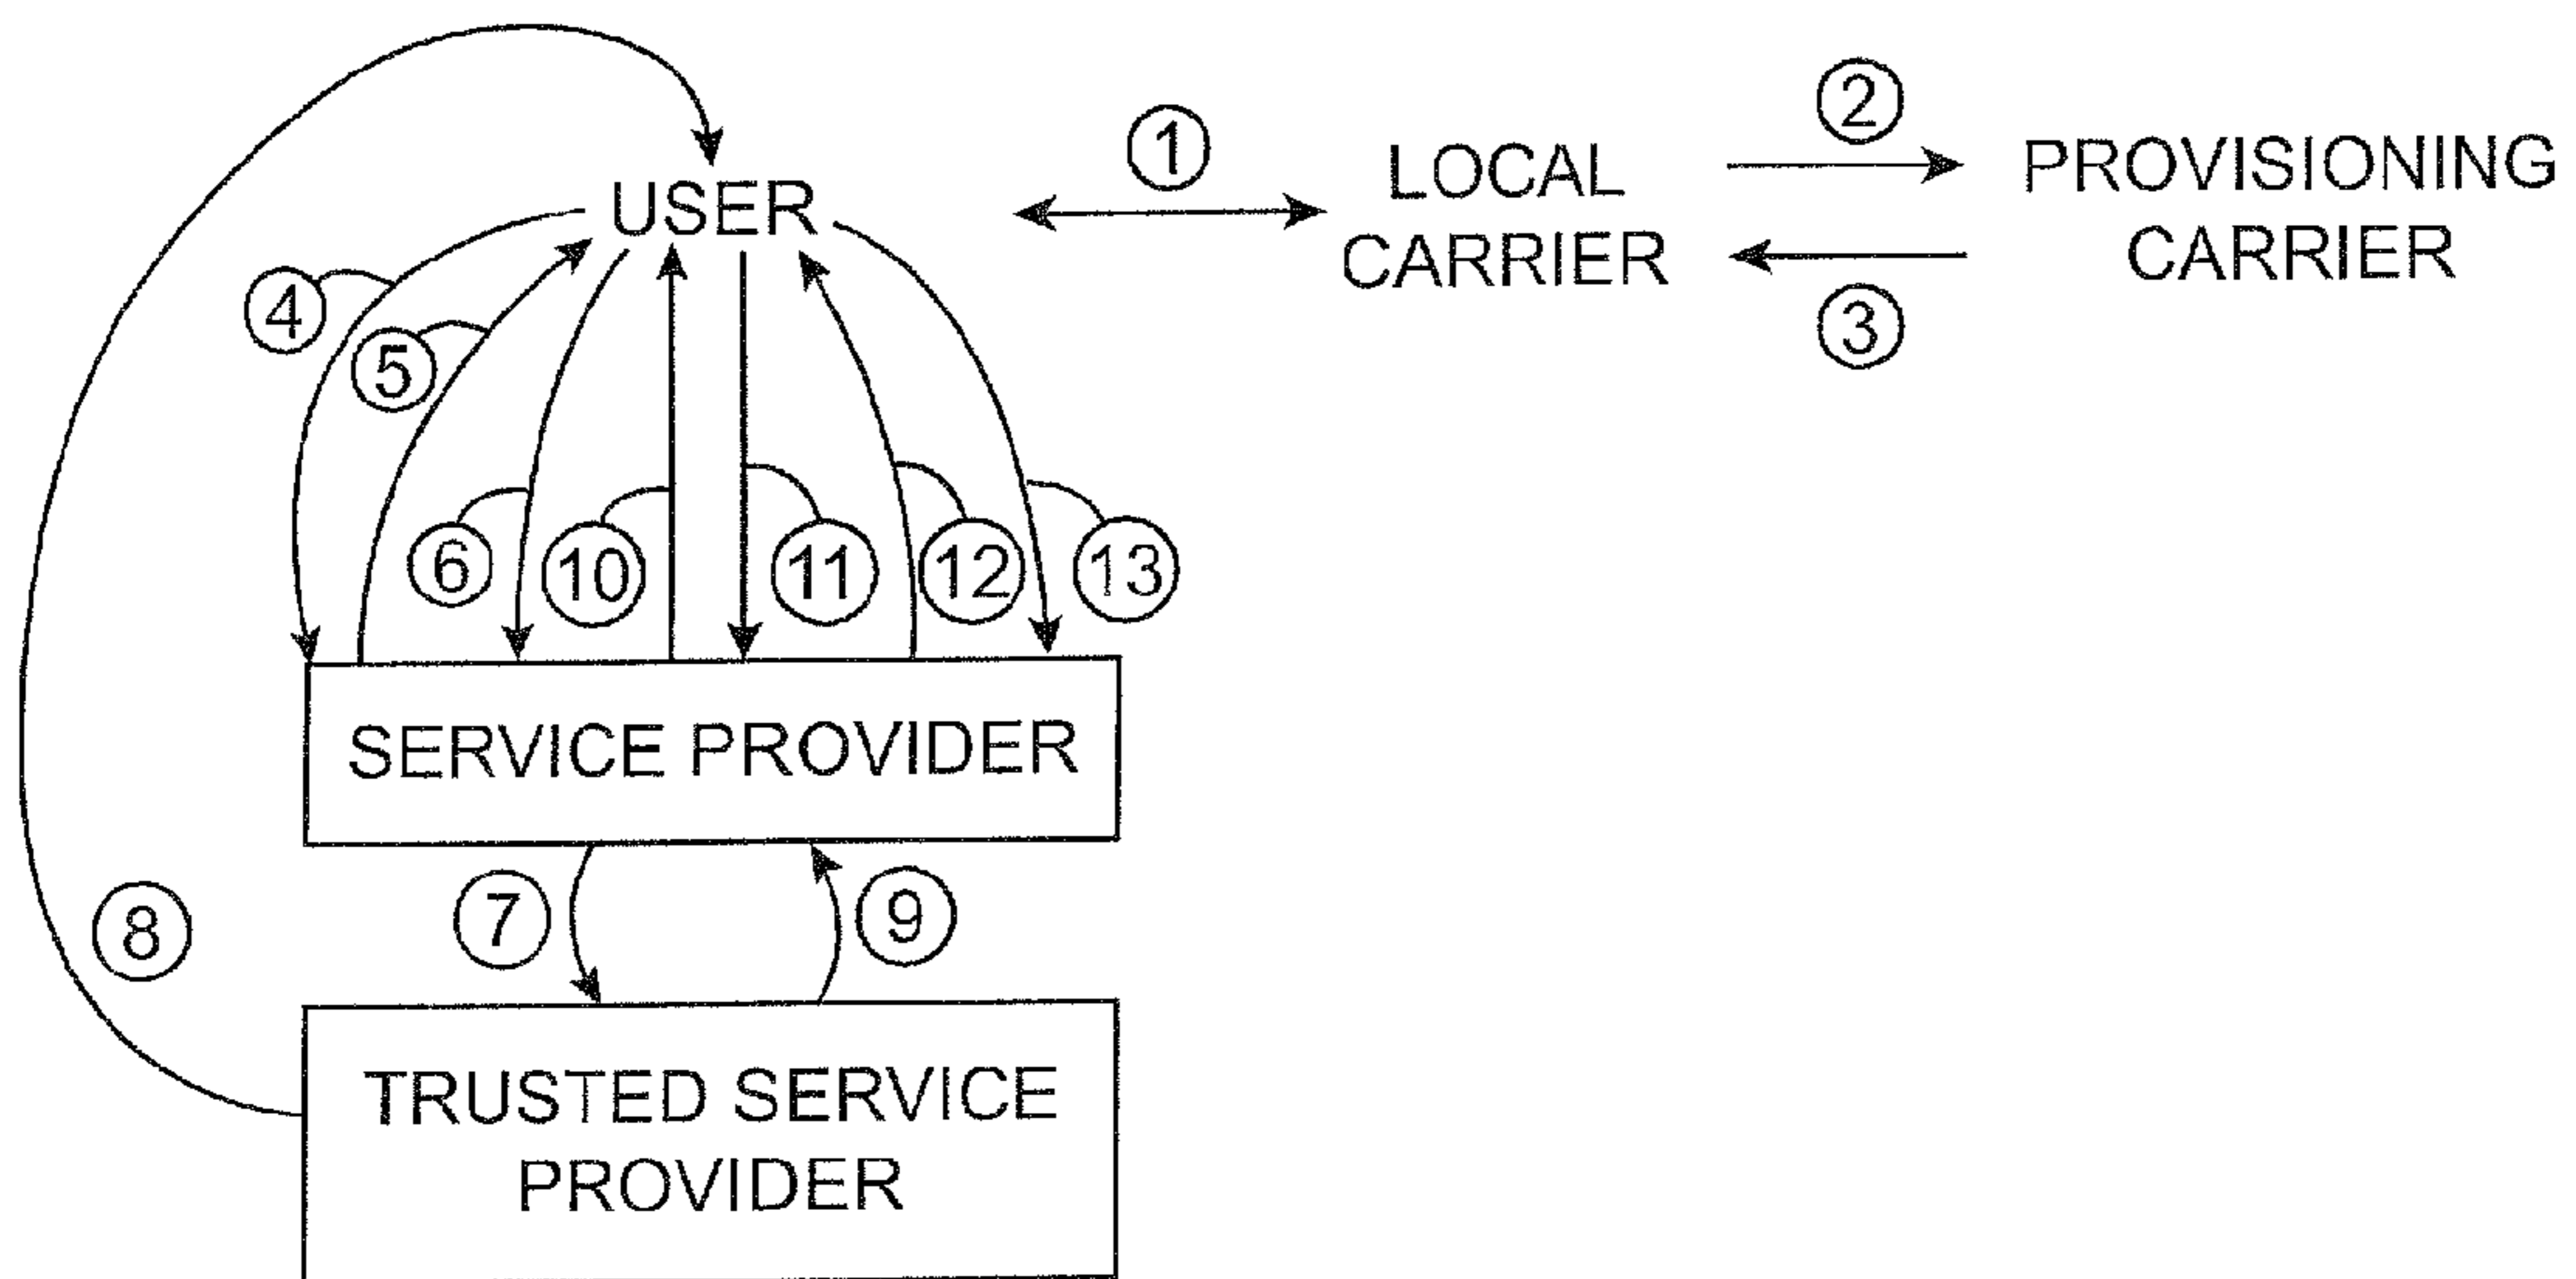 USER
1
LOCAL
CARRIER
2
3
PROVISIONING
CARRIER
4
5
6
10
11
12
13
SERVICE PROVIDER
7
9
8
TRUSTED SERVICE
PROVIDER